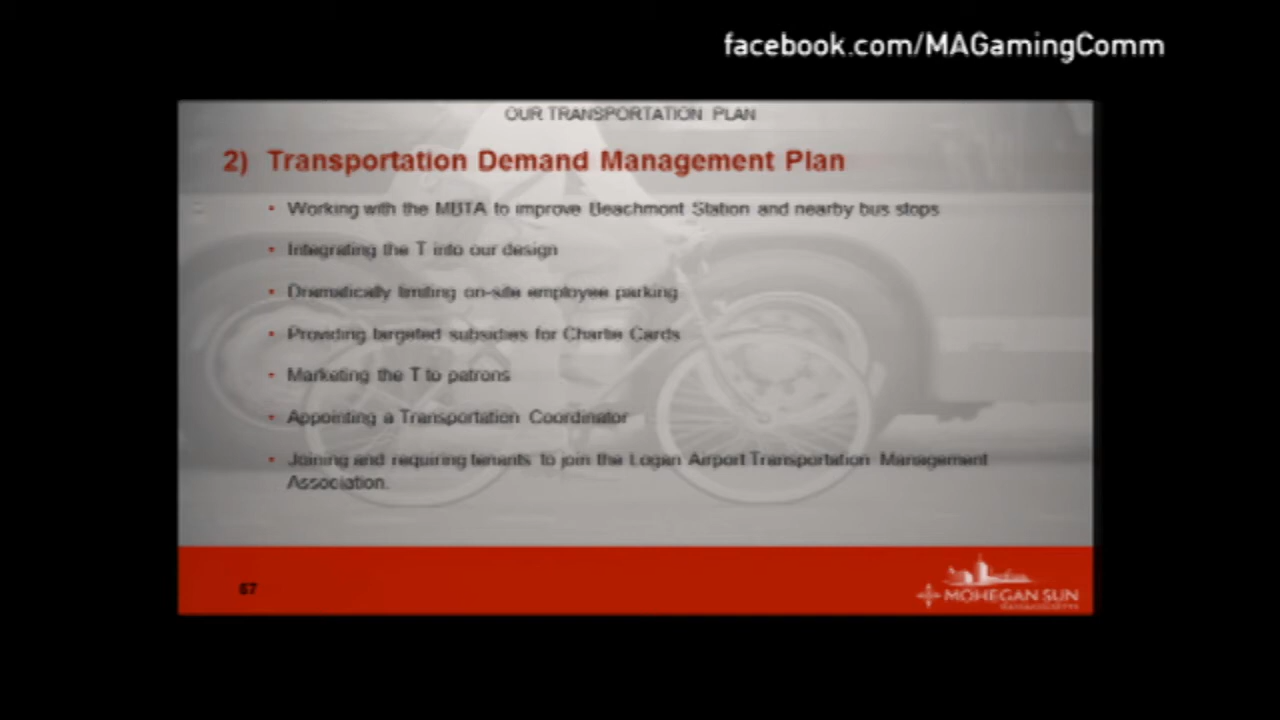 facebook.com/MAGamingComm
OUR TRANSPORTATION PLAN
2) Transportation Demand Management Plan
• Working with the MBTA to improve Beachmont Station and nearby bus stops
• Integrating the T into our design
• Dramatically limiting on-site employee parking
• Providing targeted subsidies for Charlie Cards
• Marketing the T to patrons
• Appointing a Transportation Coordinator
• Joining and requiring tenants to join the Logan Airport Transportation Management
Association.
67
MOHEGAN SUN